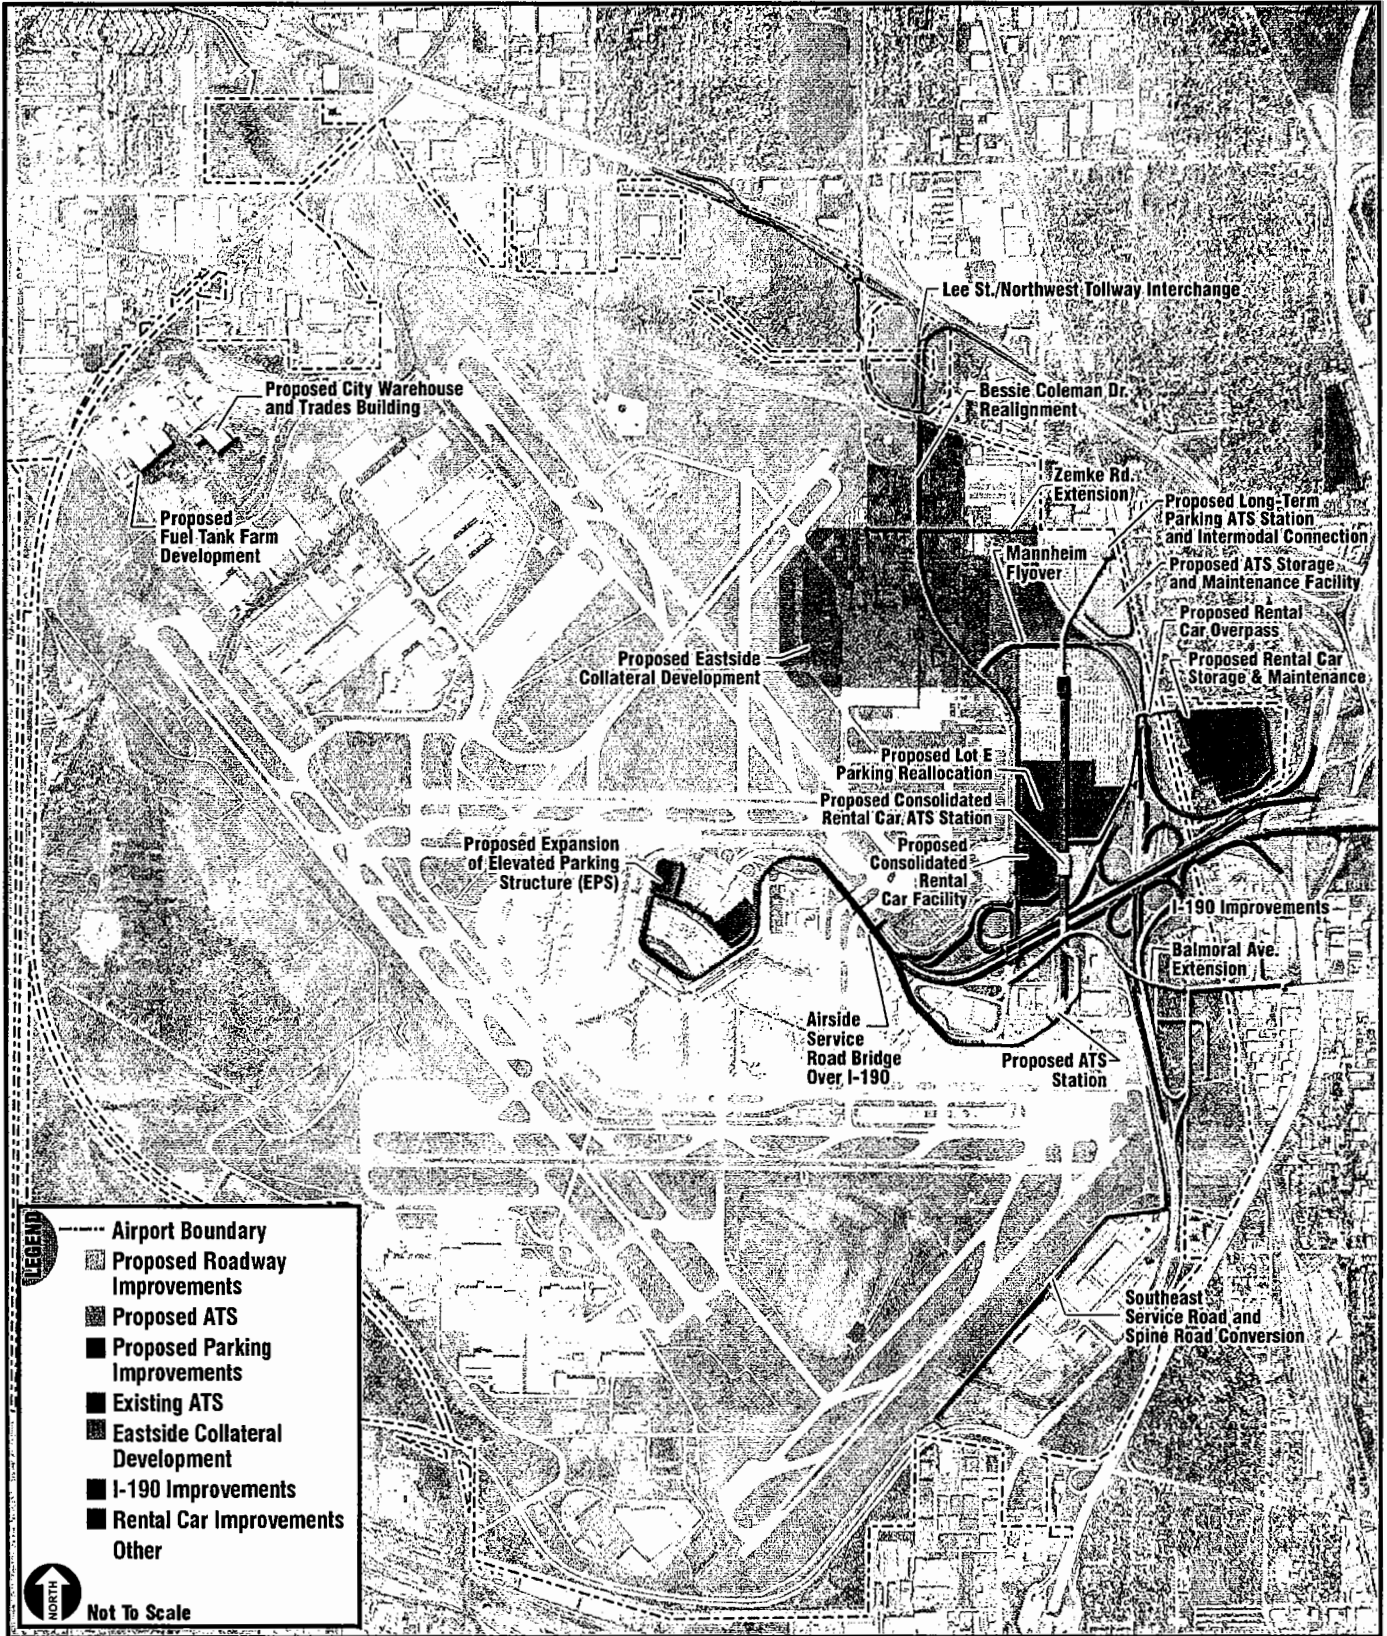 13
Lee St./Northwest Tollway Interchange
Proposed City Warehouse
and Trades Building
Bessie Coleman Dr.
Realignment
Zemke Rd.
Extension
Proposed Long-Term
Parking ATS Station
and Intermodal Connection
Proposed
Fuel Tank Farm
Development
Mannheim
Flyover
Proposed ATS Storage
and Maintenance Facility
Proposed Rental
Car Overpass
Proposed Eastside
Collateral Development
Proposed Rental Car
Storage & Maintenance
Proposed Lot E
Parking Reallocation
Proposed Consolidated
Rental Car ATS Station
Proposed Expansion
of Elevated Parking
Structure (EPS)
Proposed
Consolidated
Rental
Car Facility
I-190 Improvements
Balmoral Ave.
Extension
Airside
Service
Road Bridge
Over I-190
Proposed ATS
Station
Southeast
Service Road and
Spine Road Conversion
LEGEND
Airport Boundary
Proposed Roadway
Improvements
Proposed ATS
Proposed Parking
Improvements
Existing ATS
Eastside Collateral
Development
I-190 Improvements
Rental Car Improvements
Other
NORTH
Not To Scale